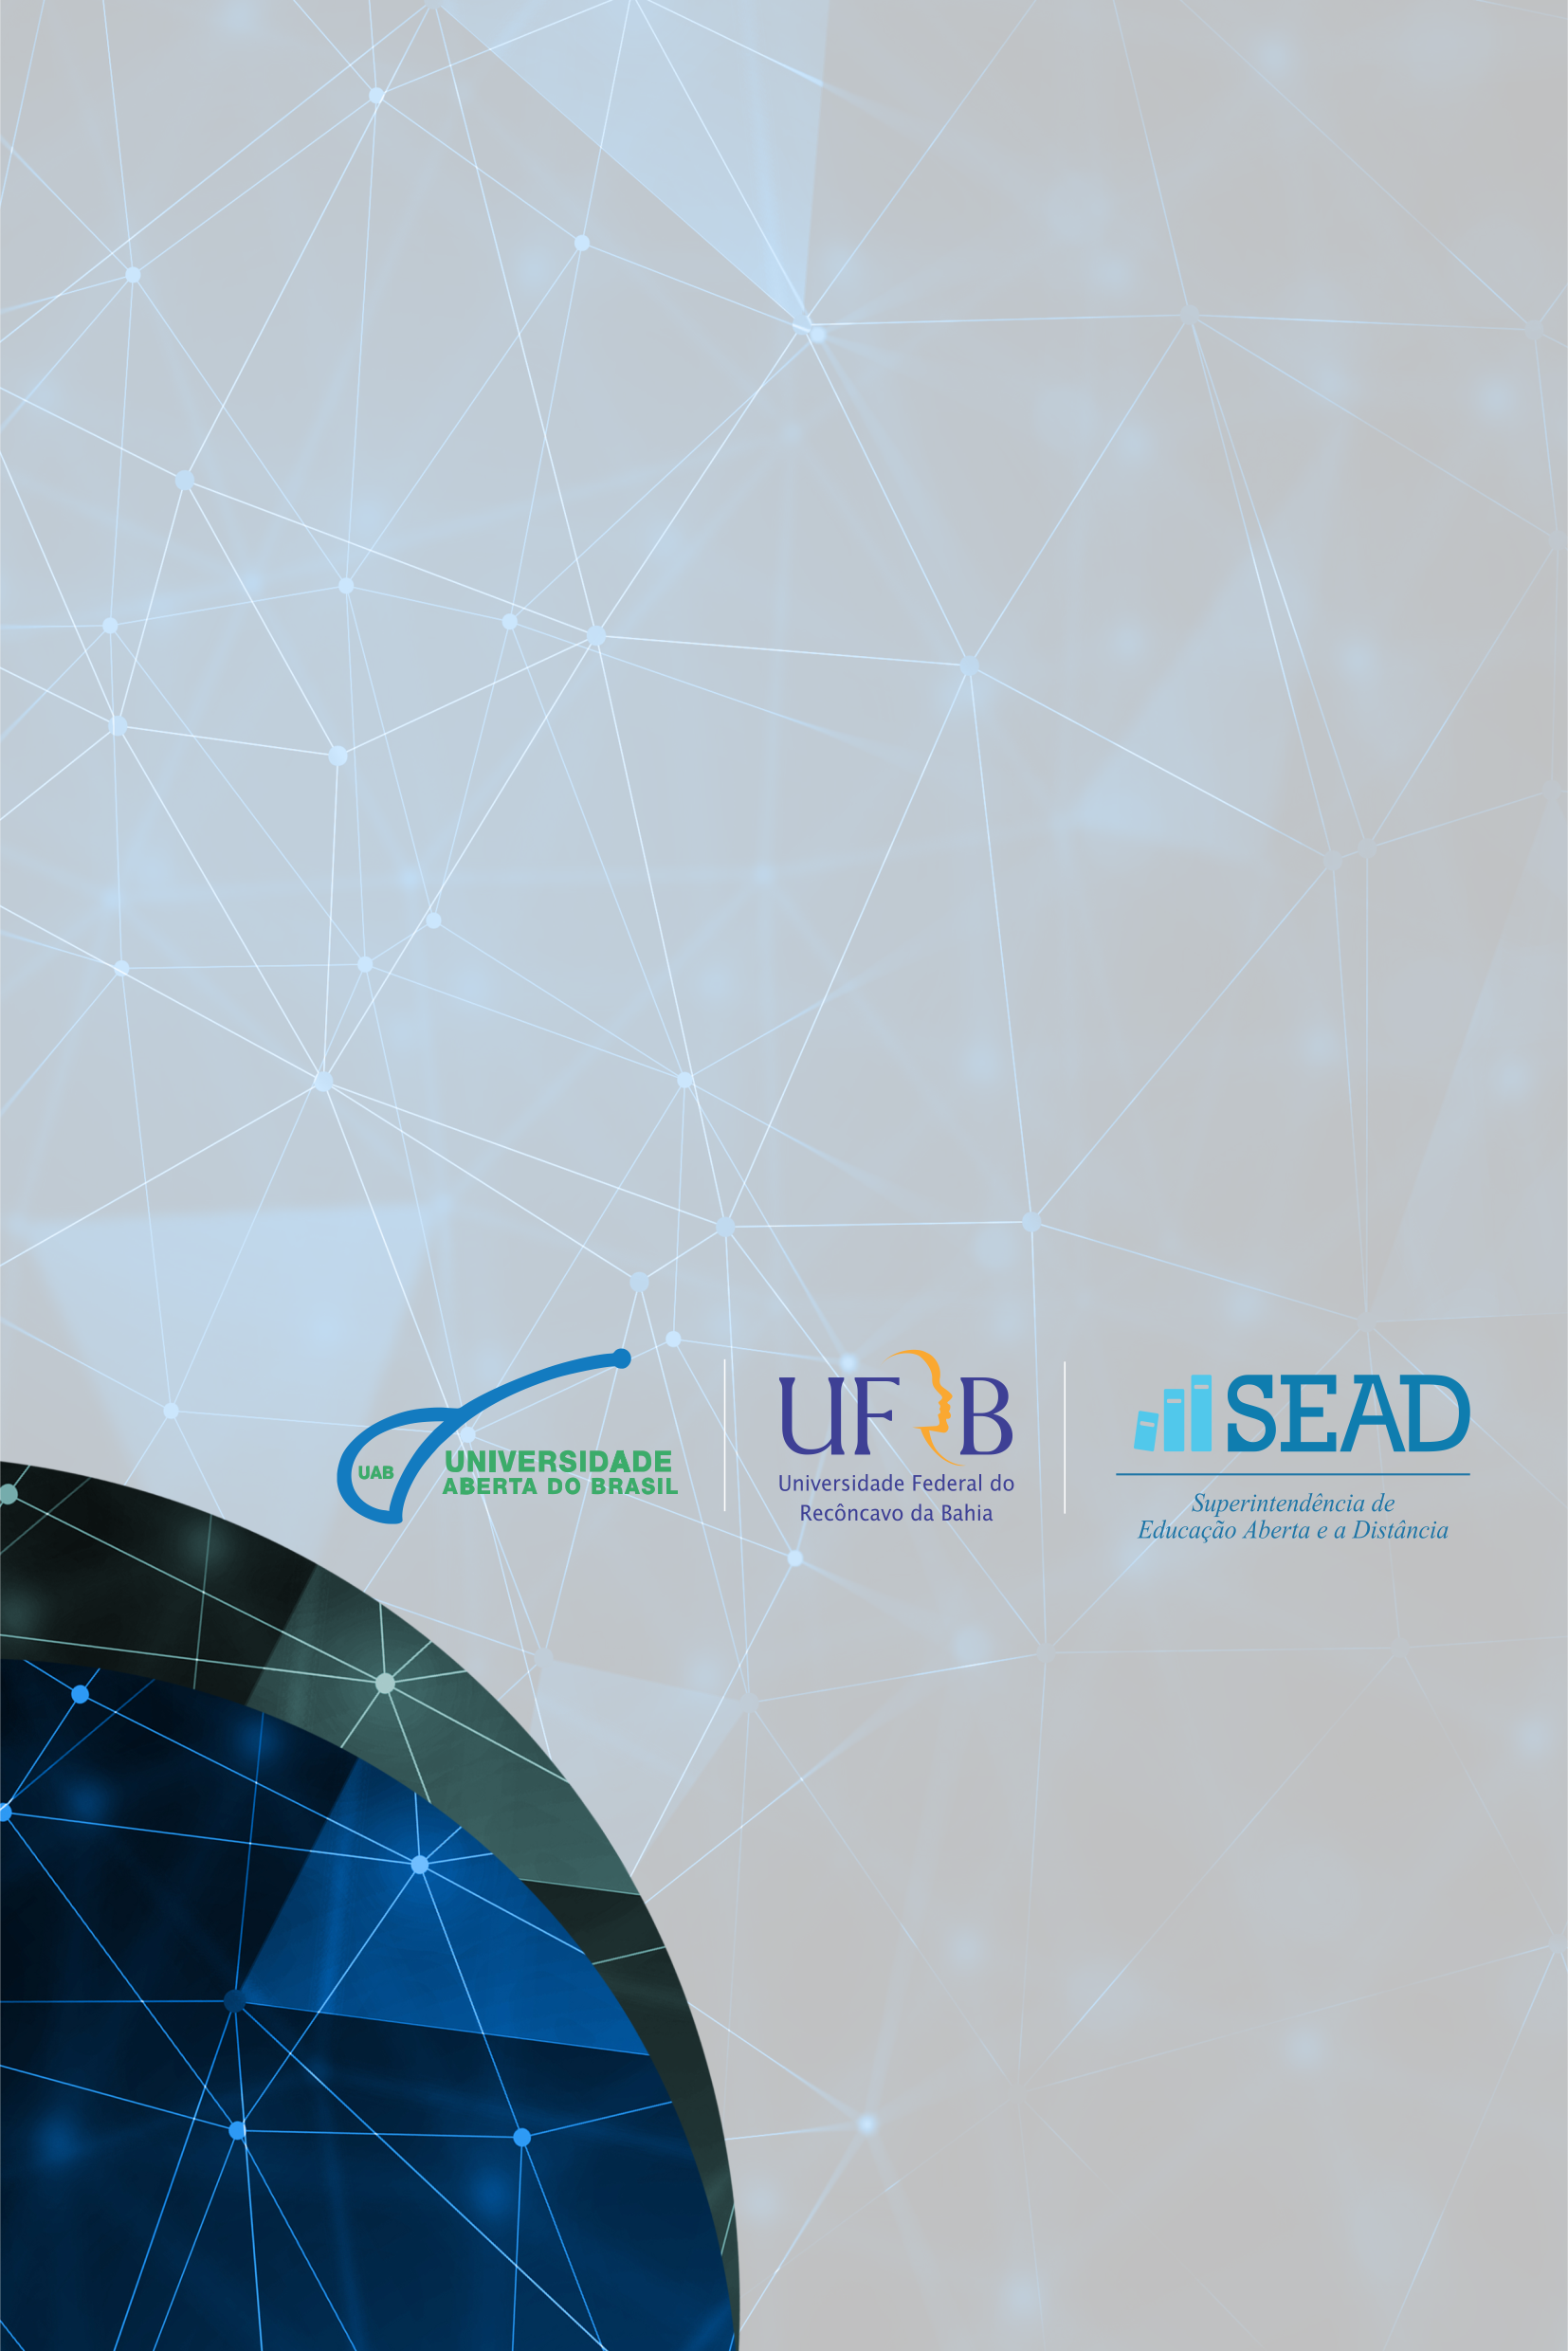 UAB
UNIVERSIDADE
ABERTA DO BRASIL
UFRB
Universidade Federal do
Recôncavo da Bahia
SEAD
Superintendência de
Educação Aberta e a Distância